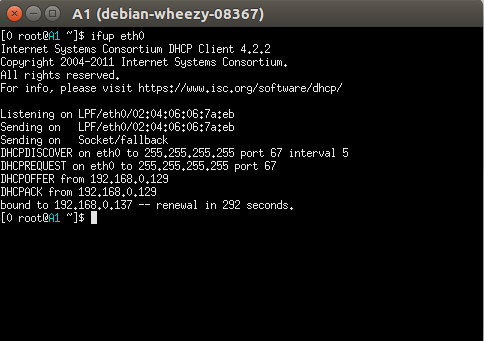 A1 (debian-wheezy-08367)
[0 root@A1 ~]$ ifup eth0
Internet Systems Consortium DHCP Client 4.2.2
Copyright 2004-2011 Internet Systems Consortium.
All rights reserved.
For info, please visit https://www.isc.org/software/dhcp/
Listening on LPF/eth0/02:04:06:06:7a:eb
Sending on   LPF/eth0/02:04:06:06:7a:eb
Sending on   Socket/fallback
DHCPDISCOVER on eth0 to 255.255.255.255 port 67 interval 5
DHCPREQUEST on eth0 to 255.255.255.255 port 67
DHCPOFFER from 192.168.0.129
DHCPACK from 192.168.0.129
bound to 192.168.0.137 -- renewal in 292 seconds.
[0 root@A1 ~]$